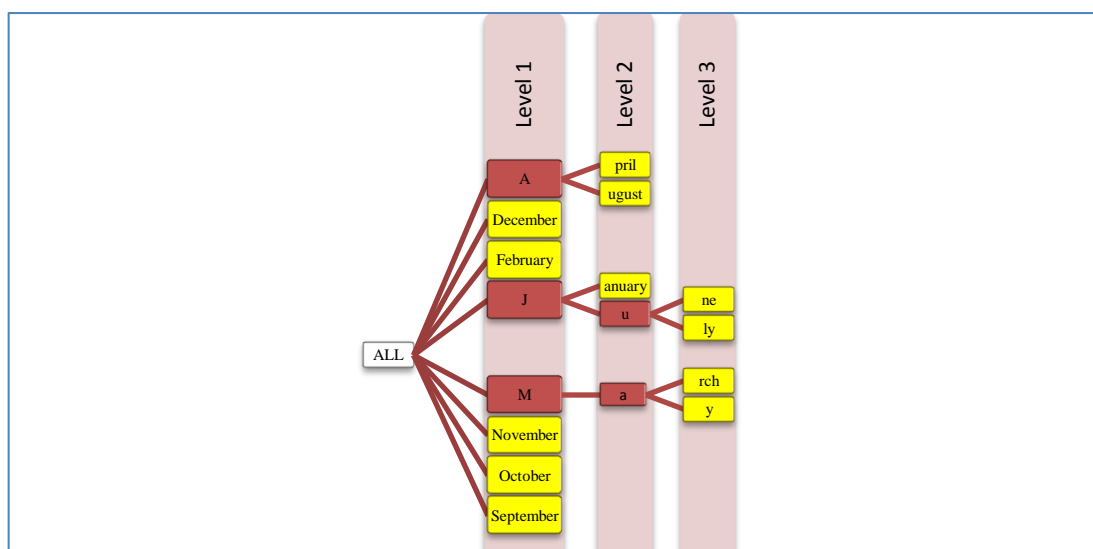 Level 1
Level 2
Level 3
ALL
A
pril
ugust
December
February
J
anuary
u
ne
ly
M
a
rch
y
November
October
September